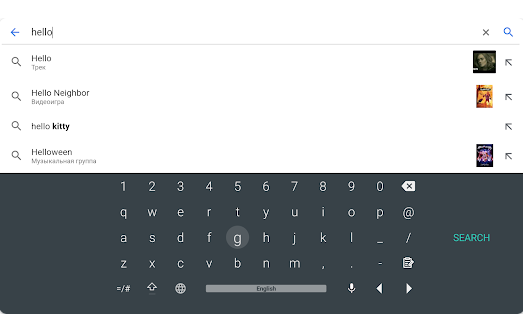 hello
Hello
Трек
Hello Neighbor
Видеоигра
hello kitty
Helloween
Музыкальная группа
1 2 3 4 5 6 7 8 9 0
q w e r t y u i o p @
a s d f g h j k l _ /
SEARCH
z x c v b n m , . -
=/#
English